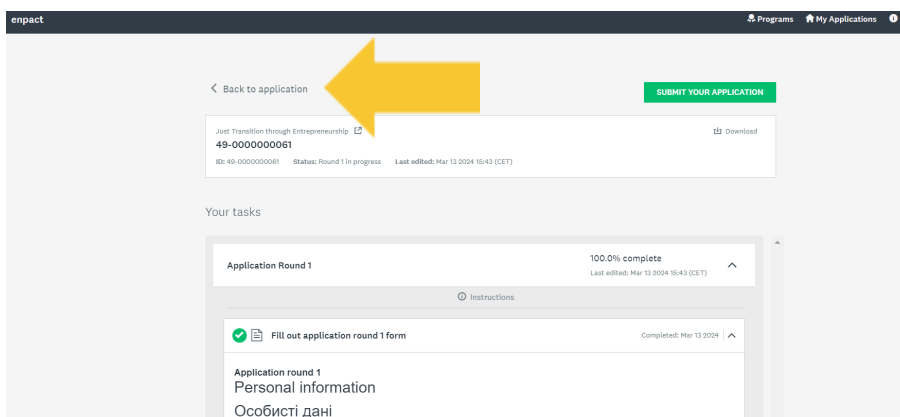 enpact
Programs My Applications
Back to application
SUBMIT YOUR APPLICATION
Just Transition through Entrepreneurship
Download
49-0000000061
ID: 49-0000000061 Status: Round 1 in progress Last edited: Mar 13 2024 15:43 (CET)
Your tasks
Application Round 1
100.0% complete
Last edited: Mar 13 2024 15:43 (CET)
Instructions
Fill out application round 1 form
Completed: Mar 13 2024
Application round 1
Personal information
Особисті дані